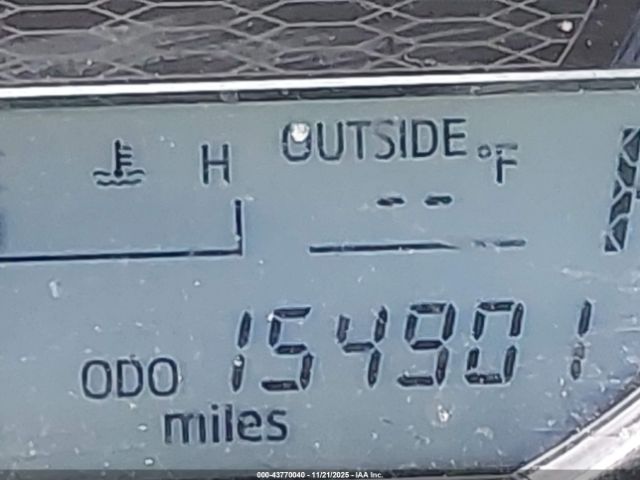 H OUTSIDE °F
--
ODO 154901
miles
000-43770040 - 11/21/2025 - IAA Inc.